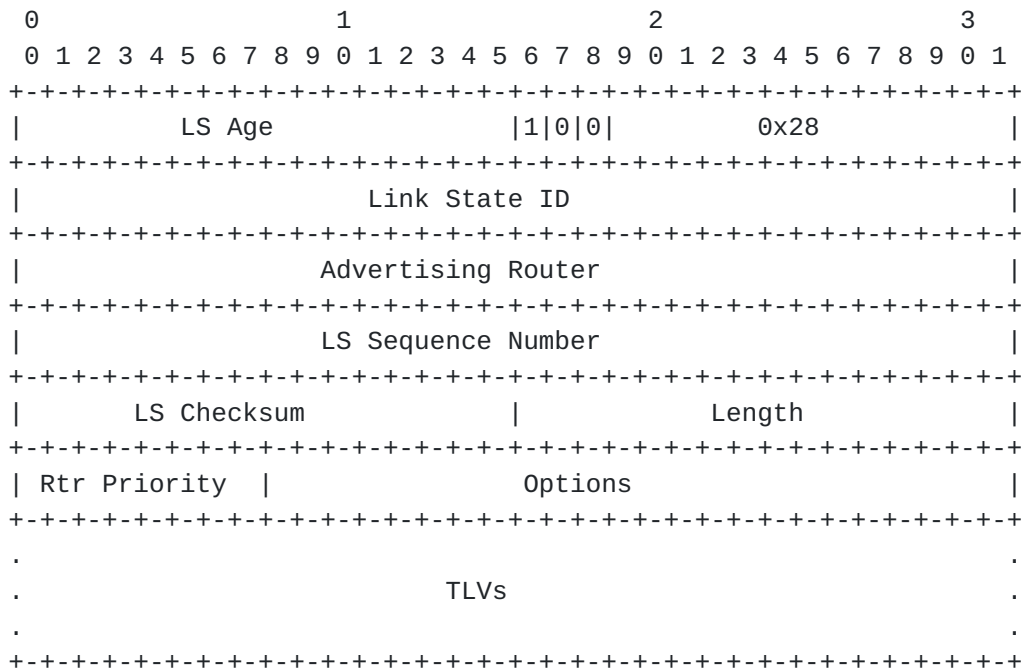 0                   1                   2                   3
 0 1 2 3 4 5 6 7 8 9 0 1 2 3 4 5 6 7 8 9 0 1 2 3 4 5 6 7 8 9 0 1
+-+-+-+-+-+-+-+-+-+-+-+-+-+-+-+-+-+-+-+-+-+-+-+-+-+-+-+-+-+-+-+-+
|          LS Age               |1|0|0|         0x28            |
+-+-+-+-+-+-+-+-+-+-+-+-+-+-+-+-+-+-+-+-+-+-+-+-+-+-+-+-+-+-+-+-+
|                      Link State ID                            |
+-+-+-+-+-+-+-+-+-+-+-+-+-+-+-+-+-+-+-+-+-+-+-+-+-+-+-+-+-+-+-+-+
|                   Advertising Router                          |
+-+-+-+-+-+-+-+-+-+-+-+-+-+-+-+-+-+-+-+-+-+-+-+-+-+-+-+-+-+-+-+-+
|                   LS Sequence Number                          |
+-+-+-+-+-+-+-+-+-+-+-+-+-+-+-+-+-+-+-+-+-+-+-+-+-+-+-+-+-+-+-+-+
|       LS Checksum             |            Length             |
+-+-+-+-+-+-+-+-+-+-+-+-+-+-+-+-+-+-+-+-+-+-+-+-+-+-+-+-+-+-+-+-+
| Rtr Priority  |                Options                        |
+-+-+-+-+-+-+-+-+-+-+-+-+-+-+-+-+-+-+-+-+-+-+-+-+-+-+-+-+-+-+-+-+
.                                                               .
.                           TLVs                                .
.                                                               .
+-+-+-+-+-+-+-+-+-+-+-+-+-+-+-+-+-+-+-+-+-+-+-+-+-+-+-+-+-+-+-+-+